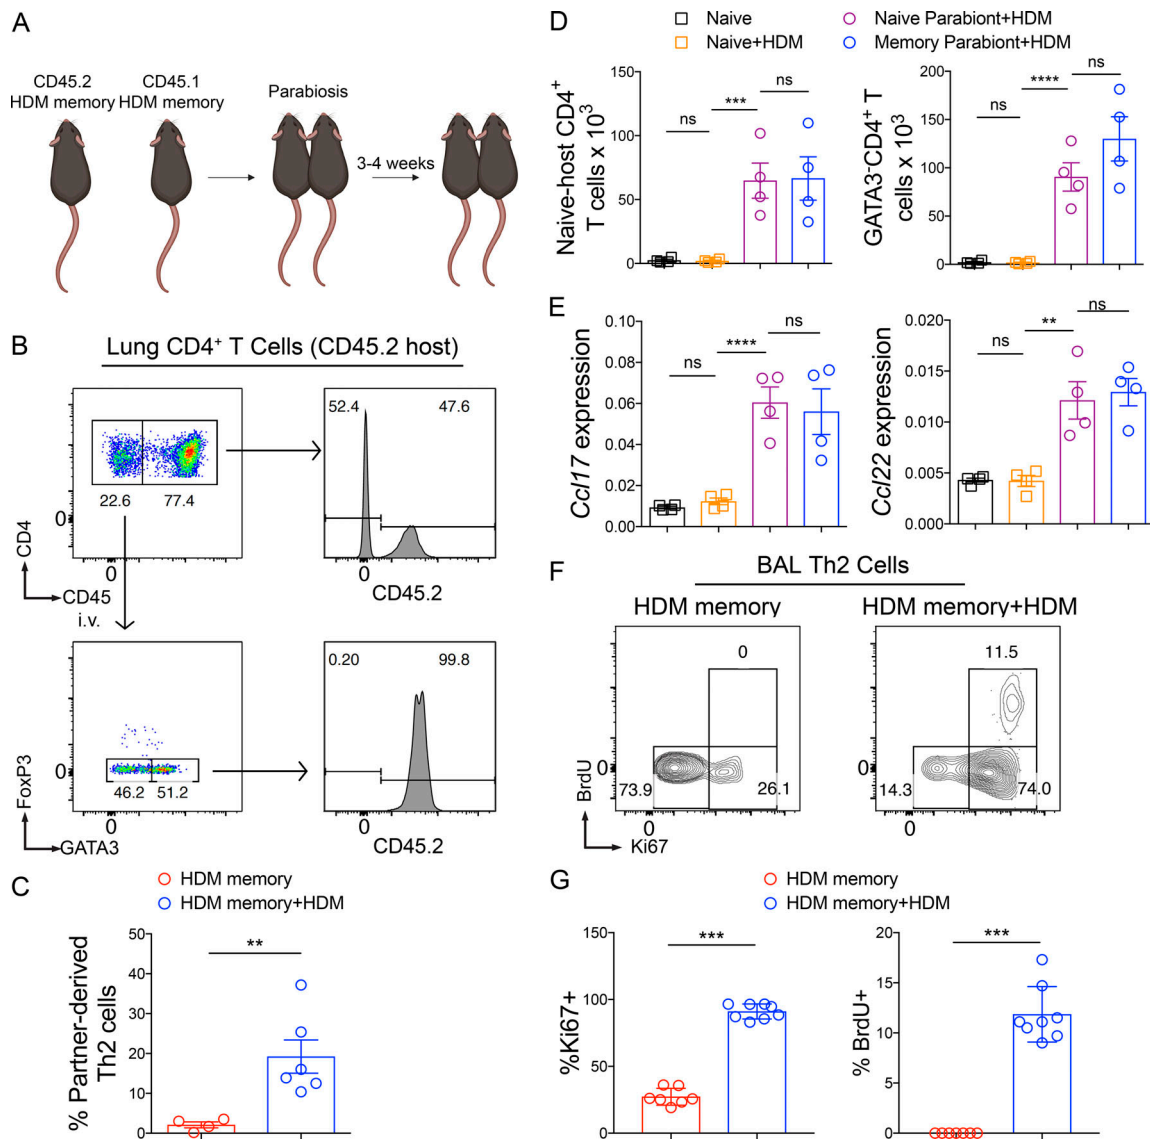 A
CD45.2
HDM memory
CD45.1
HDM memory
Parabiosis
3-4 weeks
B
Lung CD4⁺ T Cells (CD45.2 host)
22.6
77.4
0
0
CD4
CD45
i.v.
52.4
47.6
0
CD45.2
46.2
51.2
0
0
FoxP3
GATA3
0.20
99.8
0
CD45.2
C
HDM memory
HDM memory+HDM
% Partner-derived
Th2 cells
50
40
30
20
10
0
**
D
Naive
Naive+HDM
Naive Parabiont+HDM
Memory Parabiont+HDM
Naive-host CD4⁺
T cells x 10³
150
100
50
0
ns
***
ns
GATA3⁻CD4⁺ T
cells x 10³
200
150
100
50
0
ns
****
ns
E
Ccl17 expression
0.10
0.08
0.06
0.04
0.02
0.00
ns
****
ns
Ccl22 expression
0.020
0.015
0.010
0.005
0.000
ns
**
ns
F
BAL Th2 Cells
HDM memory
HDM memory+HDM
0
73.9
26.1
0
0
BrdU
Ki67
11.5
14.3
74.0
0
0
G
HDM memory
HDM memory+HDM
%Ki67+
150
100
50
0
***
% BrdU+
20
15
10
5
0
***